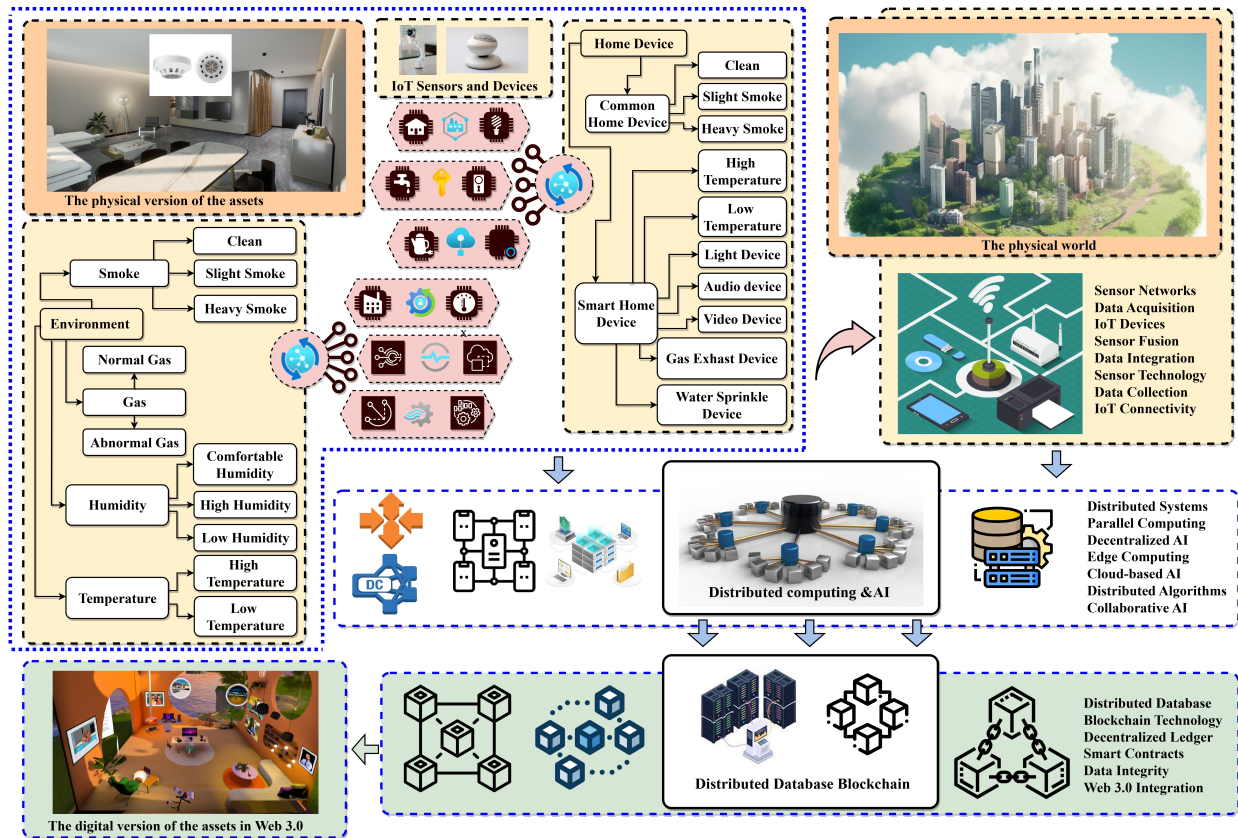 The physical version of the assets
IoT Sensors and Devices
Home Device
Common
Home Device
Clean
Slight Smoke
Heavy Smoke
High
Temperature
Low
Temperature
Light Device
Smart Home
Device
Audio device
Video Device
Gas Exhast Device
Water Sprinkle
Device
The physical world
Sensor Networks
Data Acquisition
IoT Devices
Sensor Fusion
Data Integration
Sensor Technology
Data Collection
IoT Connectivity
Clean
Smoke
Slight Smoke
Heavy Smoke
Environment
Normal Gas
Gas
Abnormal Gas
Comfortable
Humidity
Humidity
High Humidity
Low Humidity
High
Temperature
Temperature
Low
Temperature
X
DC
Distributed computing &AI
Distributed Systems
Parallel Computing
Decentralized AI
Edge Computing
Cloud-based AI
Distributed Algorithms
Collaborative AI
The digital version of the assets in Web 3.0
Distributed Database Blockchain
Distributed Database
Blockchain Technology
Decentralized Ledger
Smart Contracts
Data Integrity
Web 3.0 Integration